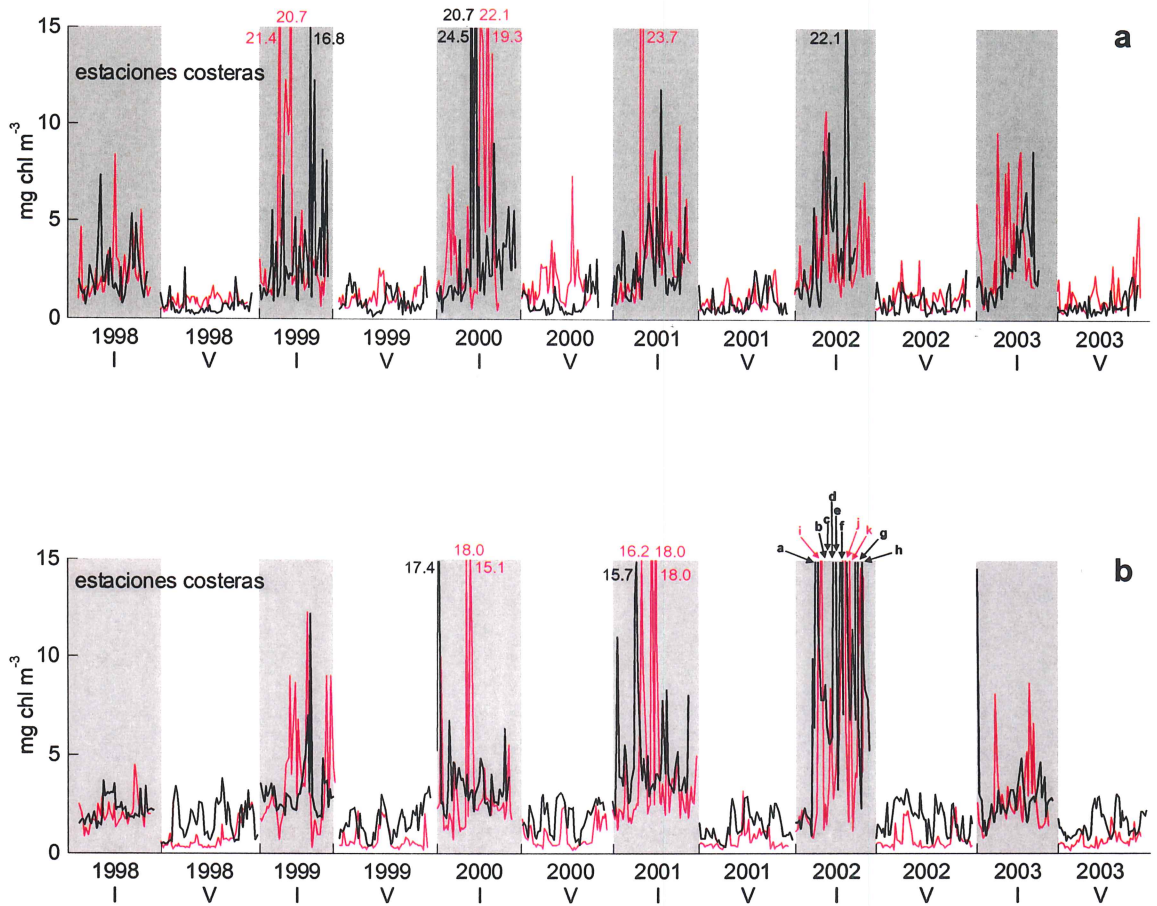 20.7 20.7 22.1
15 21.4 16.8 24.5 19.3 23.7 22.1 a
estaciones costeras
10
mg chl m-3
5
0
1998 1998 1999 1999 2000 2000 2001 2001 2002 2002 2003 2003
I V I V I V I V I V I V
d
c e
i b f j k g
a h
15 17.4 18.0 15.1 15.7 16.2 18.0 18.0 b
estaciones costeras
10
mg chl m-3
5
0
1998 1998 1999 1999 2000 2000 2001 2001 2002 2002 2003 2003
I V I V I V I V I V I V